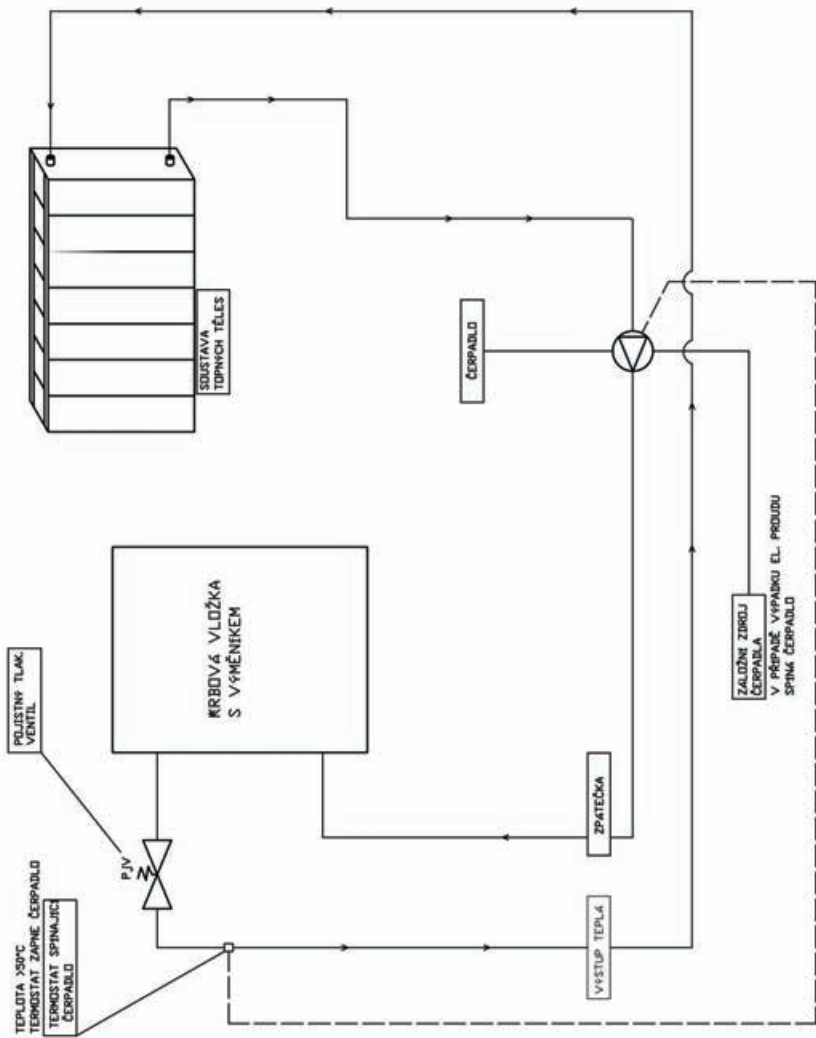 TEPLOTA >50°C
TERMOSTAT ZAPNE ČERPADLO
TERMOSTAT SPÍNAJÍCÍ
ČERPADLO
POJISTNÝ TLAK.
VENTIL
PJV
KRBOVÁ VLOŽKA
S VÝMĚNÍKEM
SOUSTAVA
TOPNÝCH TĚLES
ČERPADLO
VÝSTUP TEPLÁ
ZPÁTEČKA
ZÁLOŽNÍ ZDROJ
ČERPADLA
V PŘÍPADĚ VÝPADKU EL. PROUDU
SPÍNÁ ČERPADLO